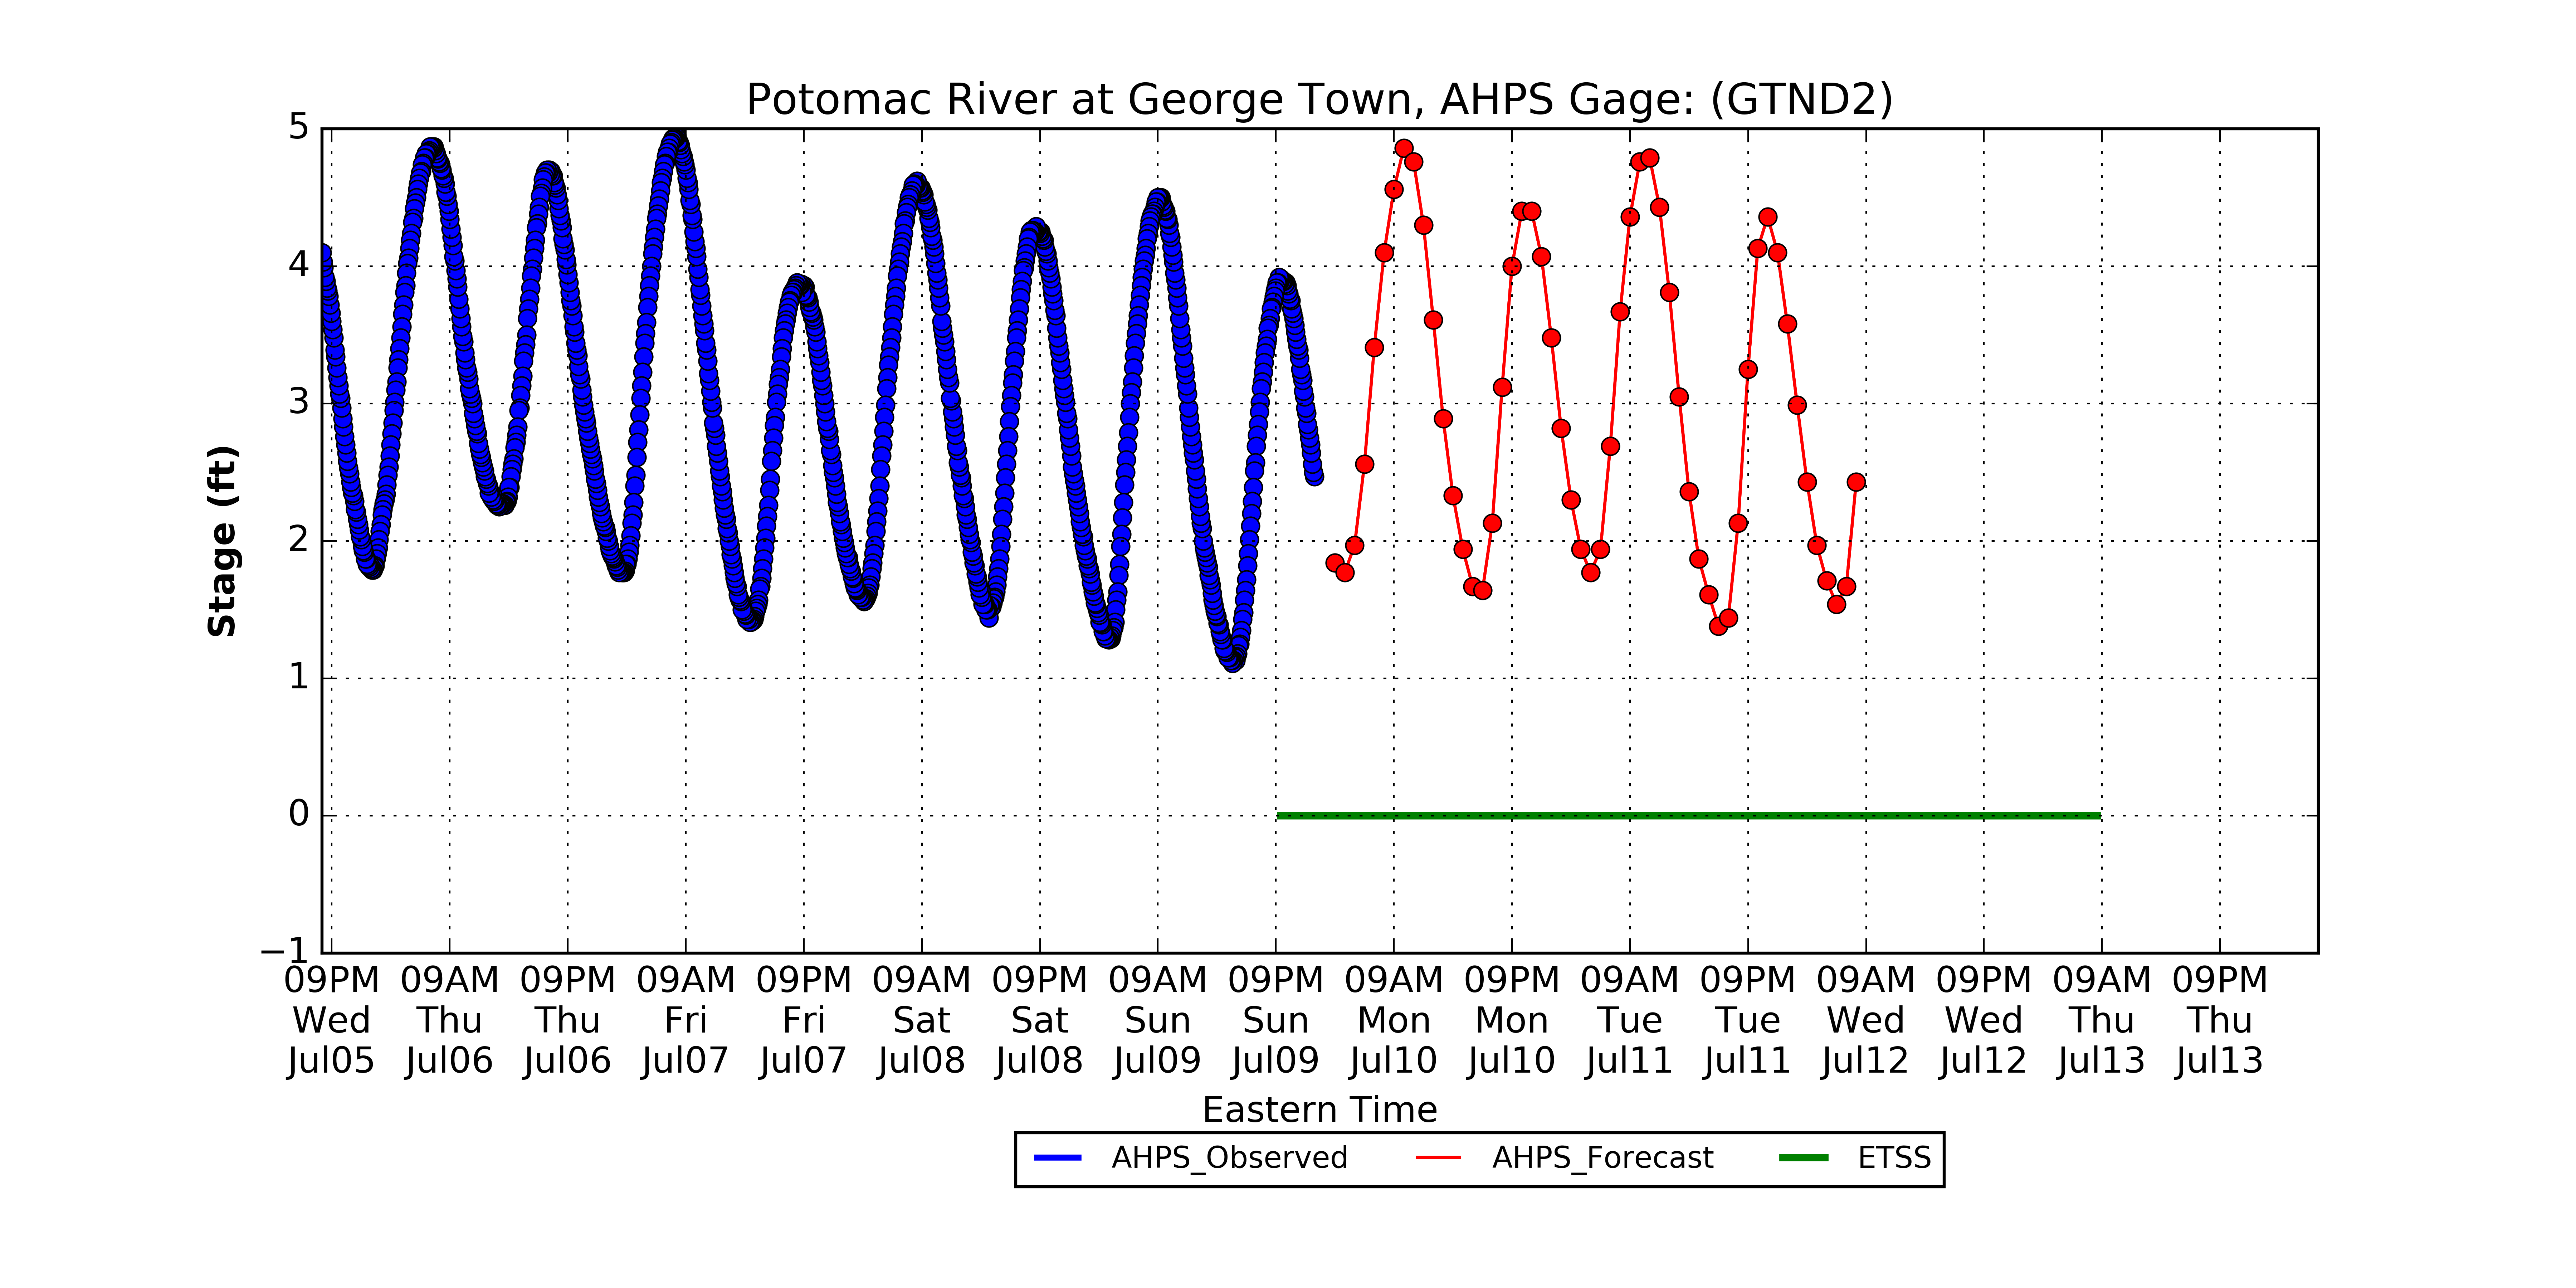 Potomac River at George Town, AHPS Gage: (GTND2)
5
4
3
2
1
0
−1
Stage (ft)
09PM 09AM 09PM 09AM 09PM 09AM 09PM 09AM 09PM 09AM 09PM 09AM 09PM 09AM 09PM 09AM 09PM
Wed Thu Thu Fri Fri Sat Sat Sun Sun Mon Mon Tue Tue Wed Wed Thu Thu
Jul05 Jul06 Jul06 Jul07 Jul07 Jul08 Jul08 Jul09 Jul09 Jul10 Jul10 Jul11 Jul11 Jul12 Jul12 Jul13 Jul13
Eastern Time
AHPS_Observed AHPS_Forecast ETSS